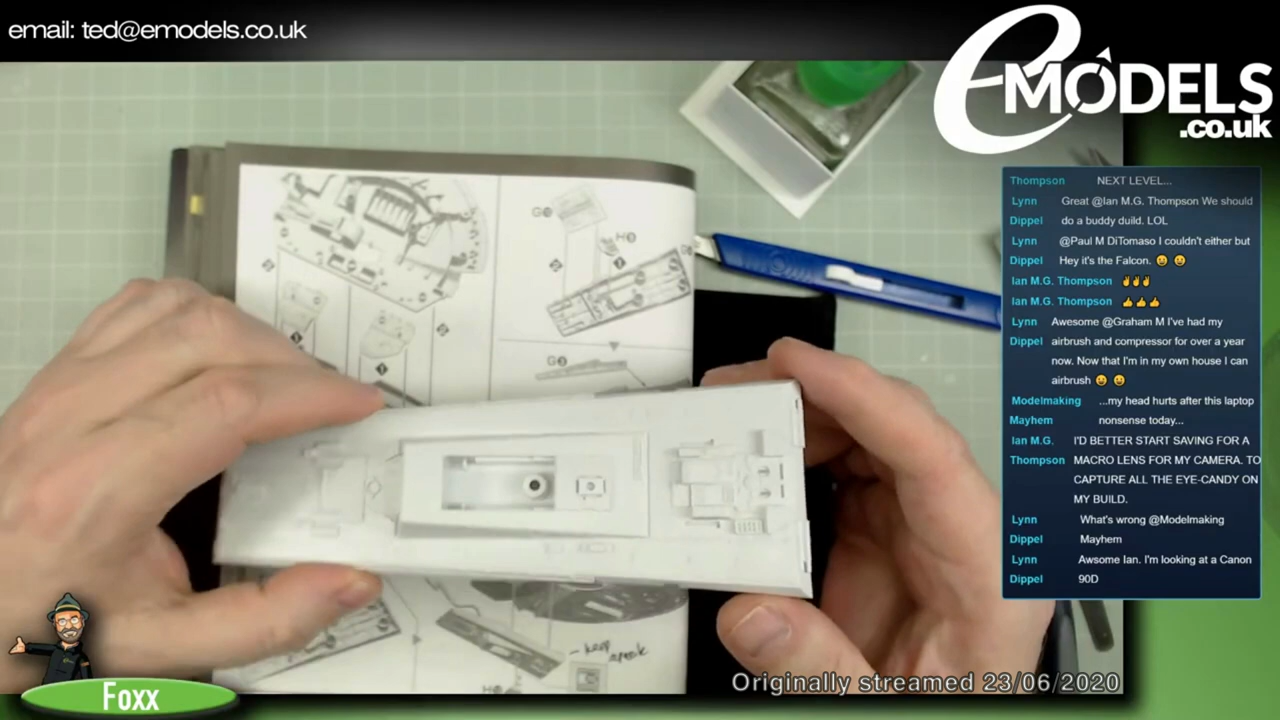 email: ted@emodels.co.uk
eMODELS
.co.uk
Thompson NEXT LEVEL...
Lynn Great @Ian M.G. Thompson We should
Dippel do a buddy duild. LOL
Lynn @Paul M DiTomaso I couldn't either but
Dippel Hey it's the Falcon. 😀 😀
Ian M.G. Thompson ✌✌✌
Ian M.G. Thompson 👍👍👍
Lynn Awesome @Graham M I've had my
Dippel airbrush and compressor for over a year
now. Now that I'm in my own house I can
airbrush 😀 😀
Modelmaking ...my head hurts after this laptop
Mayhem nonsense today...
Ian M.G. I'D BETTER START SAVING FOR A
Thompson MACRO LENS FOR MY CAMERA. TO
CAPTURE ALL THE EYE-CANDY ON
MY BUILD.
Lynn What's wrong @Modelmaking
Dippel Mayhem
Lynn Awsome Ian. I'm looking at a Canon
Dippel 90D
Originally streamed 23/06/2020
Foxx